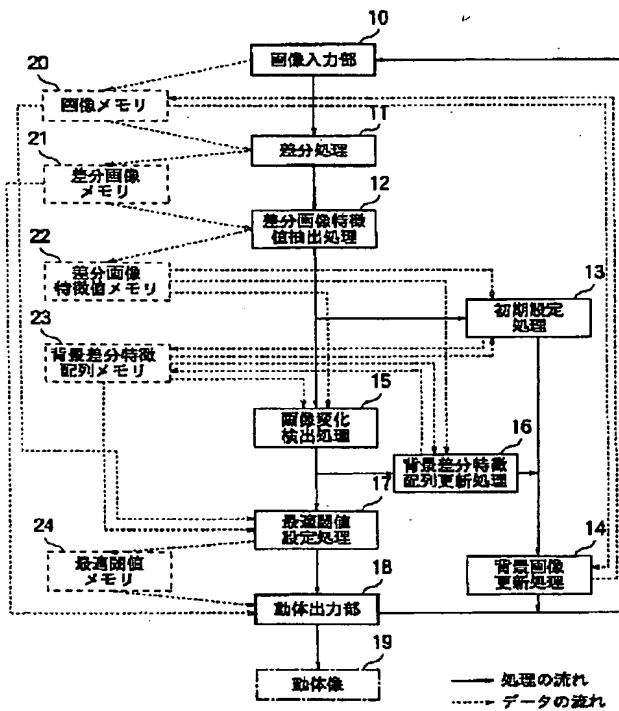 10
画像入力部
20
画像メモリ
11
差分処理
21
差分画像
メモリ
12
差分画像特徴
値抽出処理
22
差分画像
特徴値メモリ
13
初期設定
処理
23
背景差分特徴
配列メモリ
15
画像変化
検出処理
16
背景差分特徴
配列更新処理
17
最適閾値
設定処理
14
背景画像
更新処理
24
最適閾値
メモリ
18
動体出力部
19
動体像
処理の流れ
データの流れ